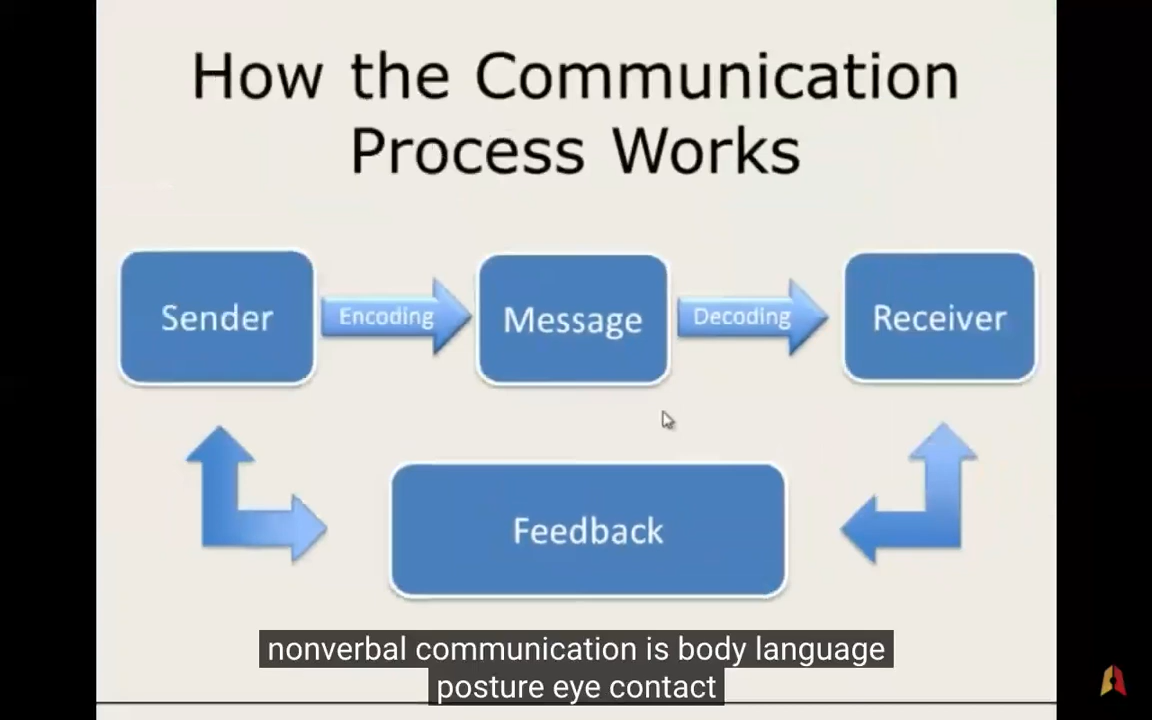 How the Communication
Process Works
Sender
Encoding
Message
Decoding
Receiver
Feedback
nonverbal communication is body language
posture eye contact